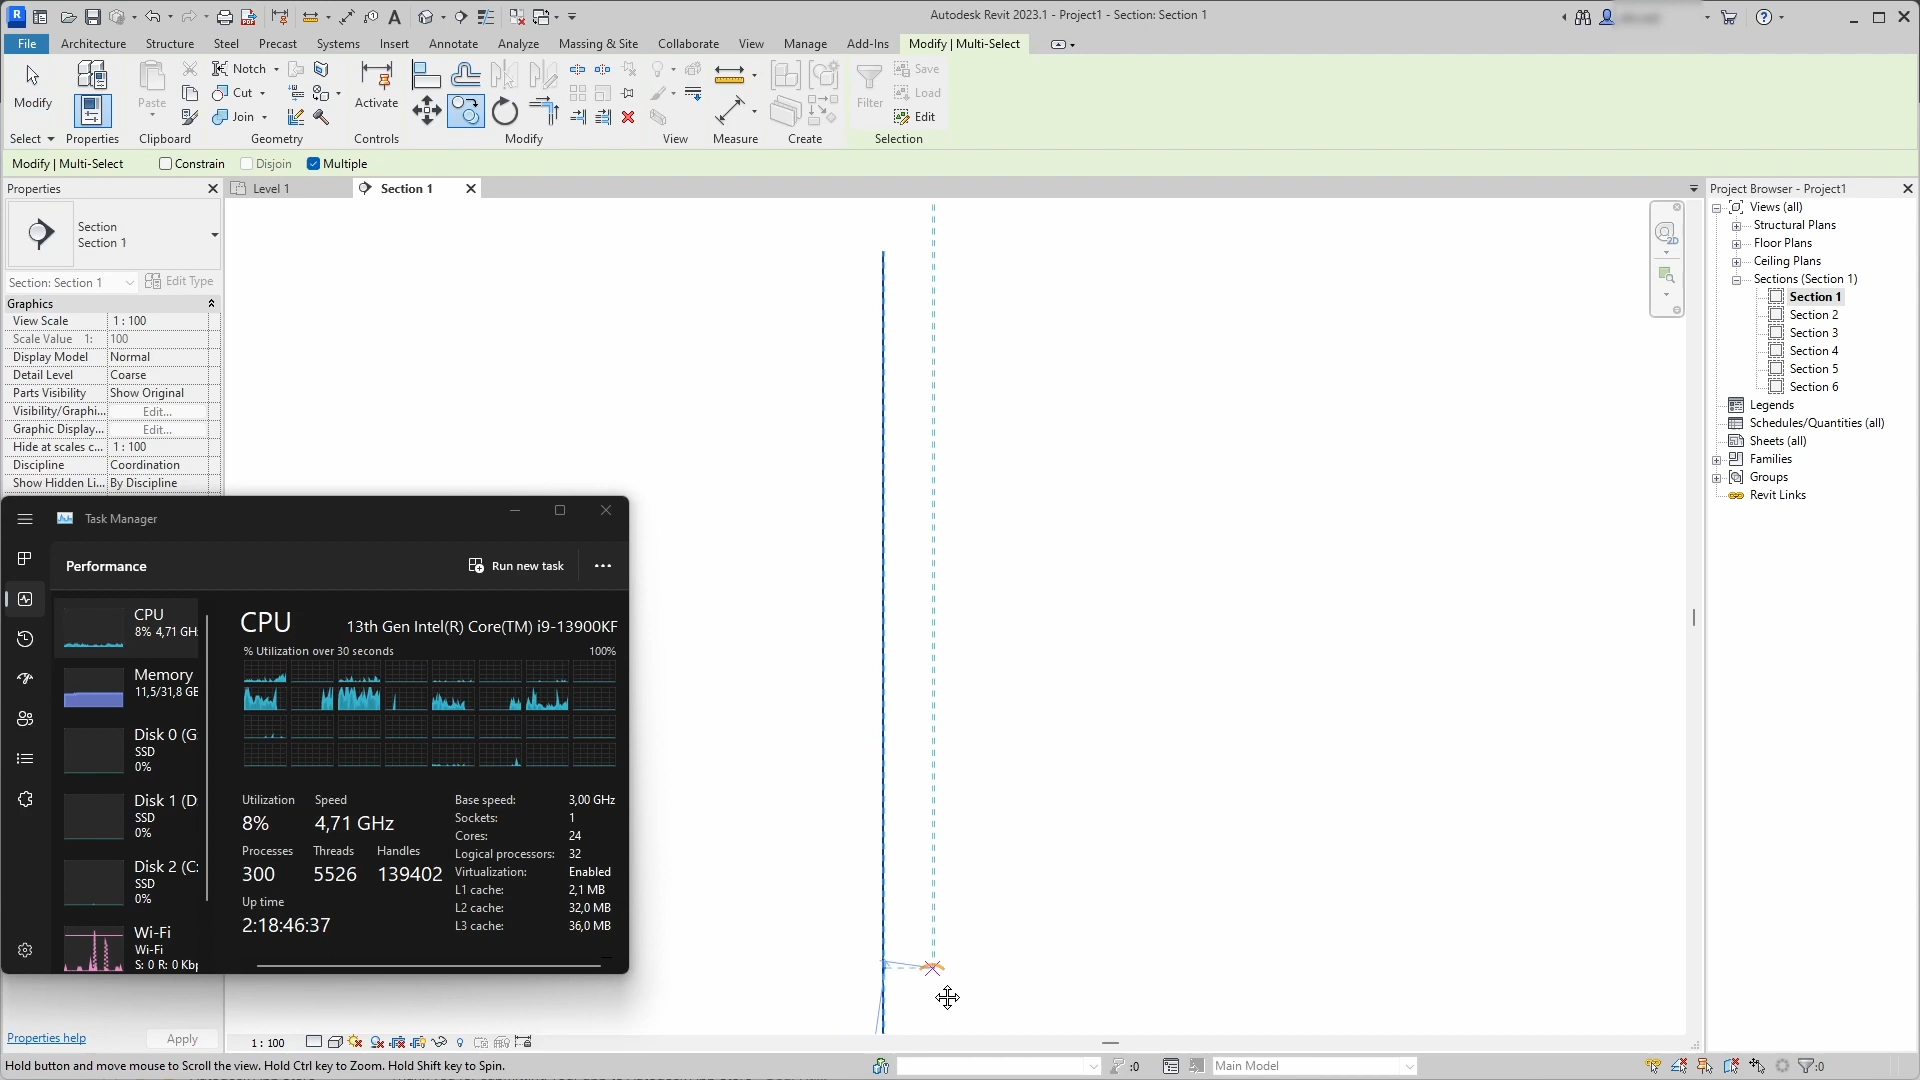 Autodesk Revit 2023.1 - Project1 - Section: Section 1
File Architecture Structure Steel Precast Systems Insert Annotate Analyze Massing & Site Collaborate View Manage Add-Ins Modify | Multi-Select
Modify
Select
Properties
Paste
Clipboard
Notch
Cut
Join
Geometry
Activate
Controls
Modify
View
Measure
Create
Filter
Save
Load
Edit
Selection
Modify | Multi-Select Constrain Disjoin Multiple
Properties
Section
Section 1
Section: Section 1 Edit Type
Graphics
View Scale 1 : 100
Scale Value 1: 100
Display Model Normal
Detail Level Coarse
Parts Visibility Show Original
Visibility/Graphi... Edit...
Graphic Display... Edit...
Hide at scales c... 1 : 100
Discipline Coordination
Show Hidden Li... By Discipline
Level 1
Section 1
2D
Project Browser - Project1
Views (all)
Structural Plans
Floor Plans
Ceiling Plans
Sections (Section 1)
Section 1
Section 2
Section 3
Section 4
Section 5
Section 6
Legends
Schedules/Quantities (all)
Sheets (all)
Families
Groups
Revit Links
Task Manager
Performance
Run new task
CPU
8% 4,71 GH
Memory
11,5/31,8 GE
Disk 0 (G:
SSD
0%
Disk 1 (D:
SSD
0%
Disk 2 (C:
SSD
0%
Wi-Fi
Wi-Fi
S: 0 R: 0 Kbp
CPU 13th Gen Intel(R) Core(TM) i9-13900KF
% Utilization over 30 seconds 100%
Utilization Speed
8% 4,71 GHz
Processes Threads Handles
300 5526 139402
Up time
2:18:46:37
Base speed: 3,00 GHz
Sockets: 1
Cores: 24
Logical processors: 32
Virtualization: Enabled
L1 cache: 2,1 MB
L2 cache: 32,0 MB
L3 cache: 36,0 MB
Properties help Apply
1 : 100
Hold button and move mouse to Scroll the view. Hold Ctrl key to Zoom. Hold Shift key to Spin.
:0
Main Model
:0